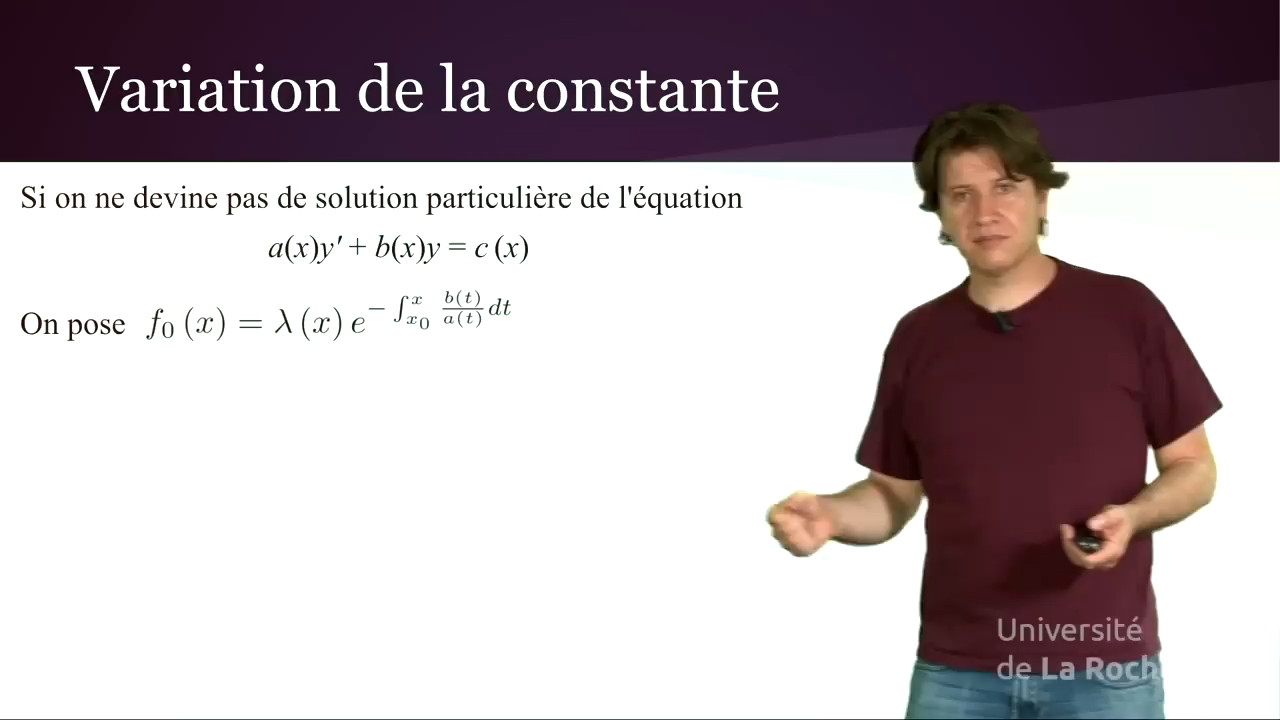 Variation de la constante
Si on ne devine pas de solution particulière de l'équation
a(x)y' + b(x)y = c (x)
On pose f₀ (x) = λ (x) e^{− ∫_{x₀}^{x} \frac{b(t)}{a(t)} dt}
Université
de La Roch